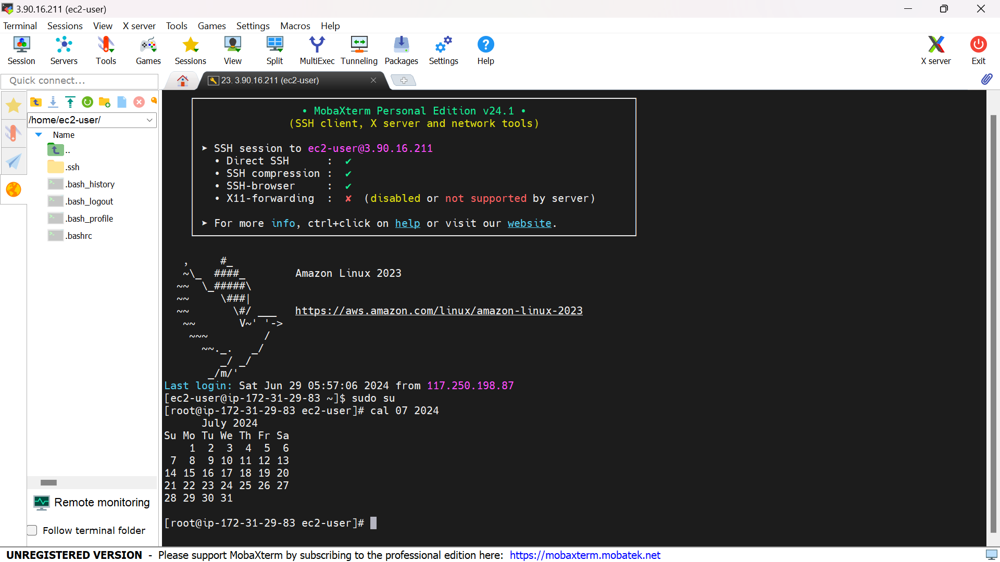 3.90.16.211 (ec2-user)
Terminal Sessions View X server Tools Games Settings Macros Help
Session Servers Tools Games Sessions View Split MultiExec Tunneling Packages Settings Help X server Exit
Quick connect...
23. 3.90.16.211 (ec2-user)
/home/ec2-user/
Name
..
.ssh
.bash_history
.bash_logout
.bash_profile
.bashrc
Remote monitoring
Follow terminal folder
• MobaXterm Personal Edition v24.1 •
(SSH client, X server and network tools)
➤ SSH session to ec2-user@3.90.16.211
• Direct SSH : ✔
• SSH compression : ✔
• SSH-browser : ✔
• X11-forwarding : ✘ (disabled or not supported by server)
➤ For more info, ctrl+click on help or visit our website.
   ,     #_
   ~\_  ####_        Amazon Linux 2023
  ~~  \_#####\
  ~~     \###|
  ~~       \#/ ___   https://aws.amazon.com/linux/amazon-linux-2023
   ~~       V~' '->
    ~~~         /
      ~~._.   _/
         _/ _/
       _/m/'
Last login: Sat Jun 29 05:57:06 2024 from 117.250.198.87
[ec2-user@ip-172-31-29-83 ~]$ sudo su
[root@ip-172-31-29-83 ec2-user]# cal 07 2024
      July 2024
Su Mo Tu We Th Fr Sa
    1  2  3  4  5  6
 7  8  9 10 11 12 13
14 15 16 17 18 19 20
21 22 23 24 25 26 27
28 29 30 31
[root@ip-172-31-29-83 ec2-user]#
UNREGISTERED VERSION - Please support MobaXterm by subscribing to the professional edition here: https://mobaxterm.mobatek.net